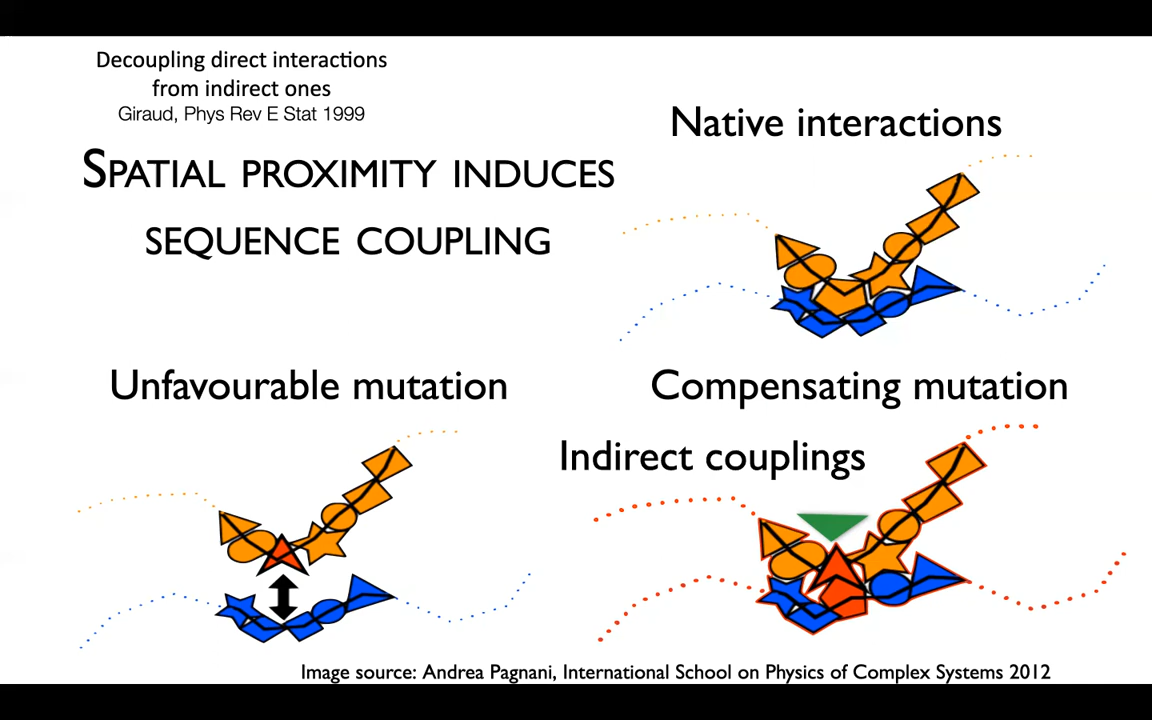 Decoupling direct interactions
from indirect ones
Giraud, Phys Rev E Stat 1999
SPATIAL PROXIMITY INDUCES
SEQUENCE COUPLING
Native interactions
Unfavourable mutation
Compensating mutation
Indirect couplings
Image source: Andrea Pagnani, International School on Physics of Complex Systems 2012